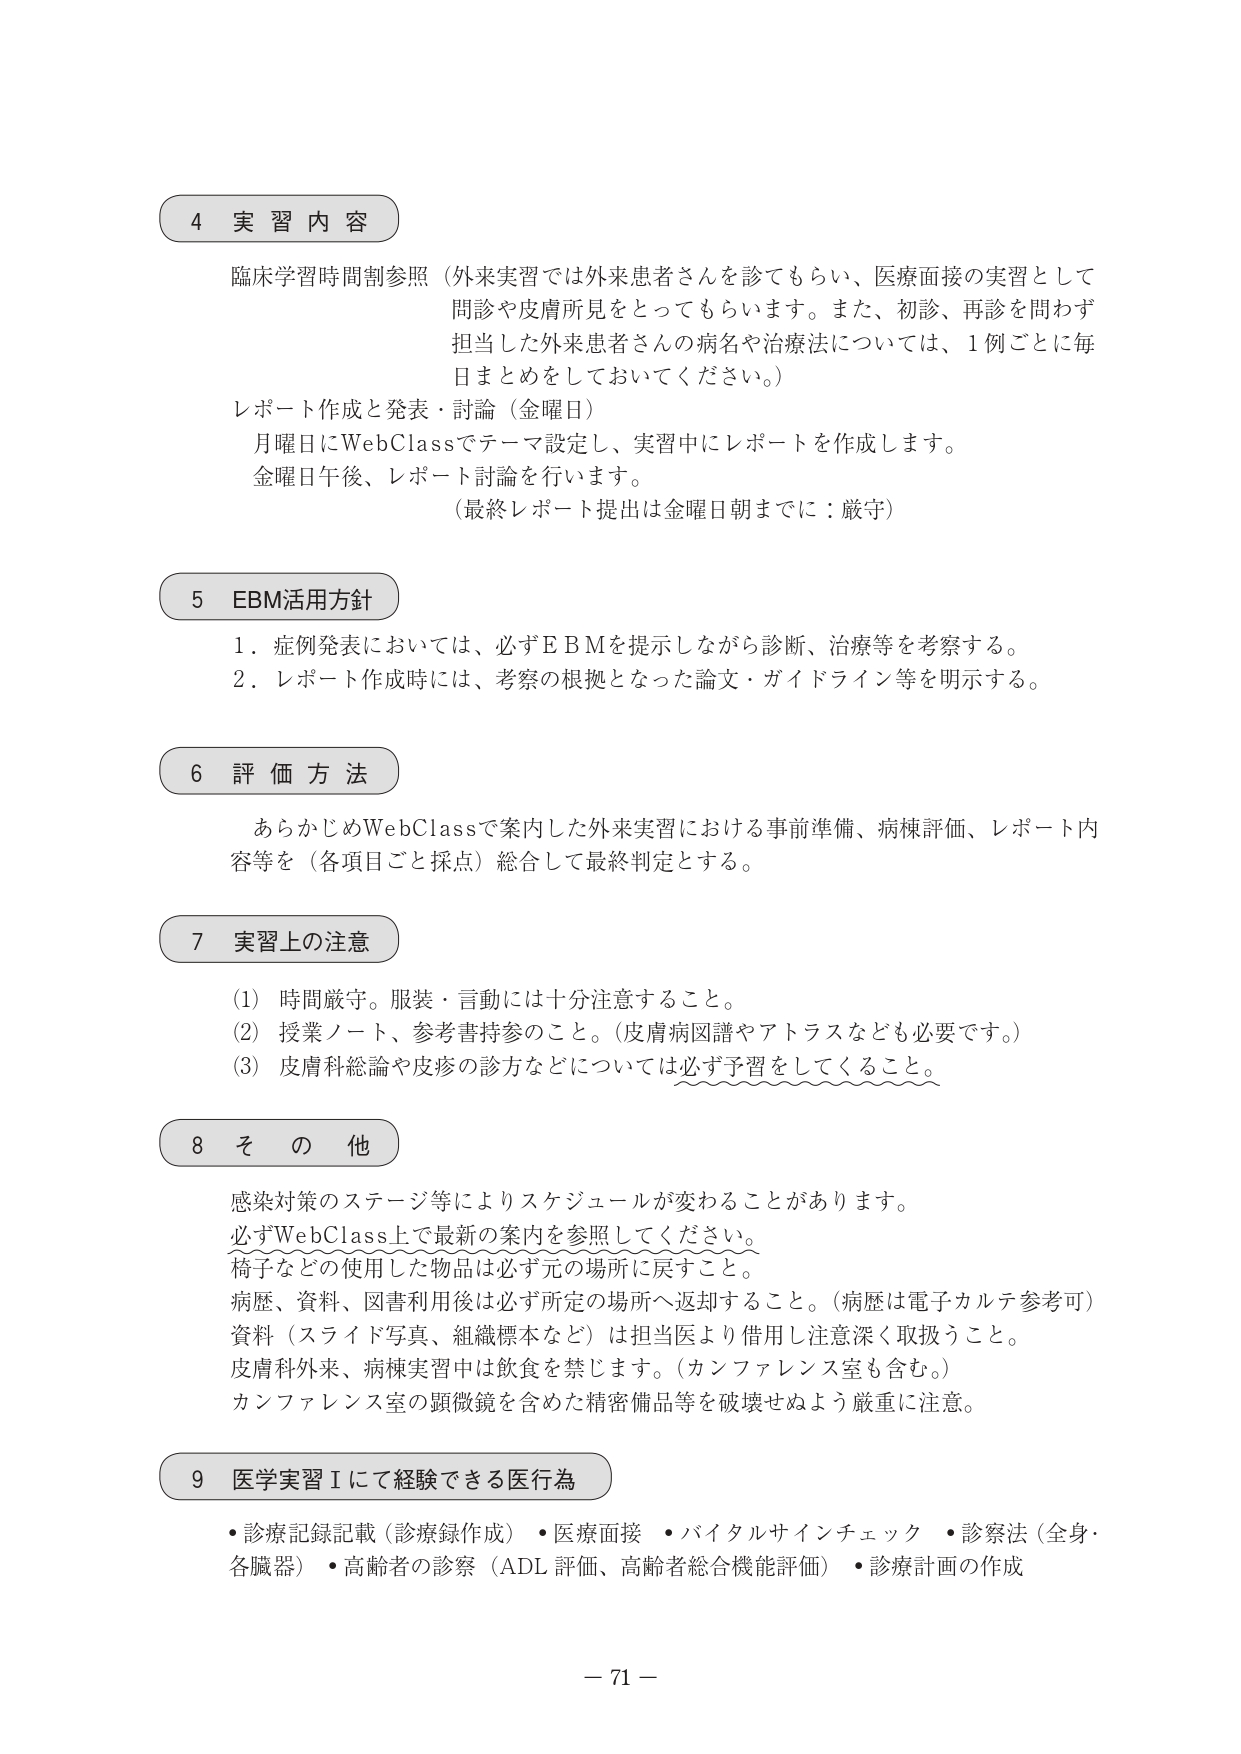 4 実習内容
臨床学習時間割参照（外来実習では外来患者さんを診てもらい、医療面接の実習として
問診や皮膚所見をとってもらいます。また、初診、再診を問わず
担当した外来患者さんの病名や治療法については、1例ごとに毎
日まとめをしておいてください。）
レポート作成と発表・討論（金曜日）
月曜日にWebClassでテーマ設定し、実習中にレポートを作成します。
金曜日午後、レポート討論を行います。
（最終レポート提出は金曜日朝までに：厳守）
5 EBM活用方針
1．症例発表においては、必ずＥＢＭを提示しながら診断、治療等を考察する。
2．レポート作成時には、考察の根拠となった論文・ガイドライン等を明示する。
6 評価方法
あらかじめWebClassで案内した外来実習における事前準備、病棟評価、レポート内
容等を（各項目ごと採点）総合して最終判定とする。
7 実習上の注意
(1) 時間厳守。服装・言動には十分注意すること。
(2) 授業ノート、参考書持参のこと。（皮膚病図譜やアトラスなども必要です。）
(3) 皮膚科総論や皮疹の診方などについては必ず予習をしてくること。
8 その他
感染対策のステージ等によりスケジュールが変わることがあります。
必ずWebClass上で最新の案内を参照してください。
椅子などの使用した物品は必ず元の場所に戻すこと。
病歴、資料、図書利用後は必ず所定の場所へ返却すること。（病歴は電子カルテ参考可）
資料（スライド写真、組織標本など）は担当医より借用し注意深く取扱うこと。
皮膚科外来、病棟実習中は飲食を禁じます。（カンファレンス室も含む。）
カンファレンス室の顕微鏡を含めた精密備品等を破壊せぬよう厳重に注意。
9 医学実習Ⅰにて経験できる医行為
•診療記録記載（診療録作成） •医療面接 •バイタルサインチェック •診察法（全身・
各臓器） •高齢者の診察（ADL 評価、高齢者総合機能評価） •診療計画の作成
― 71 ―